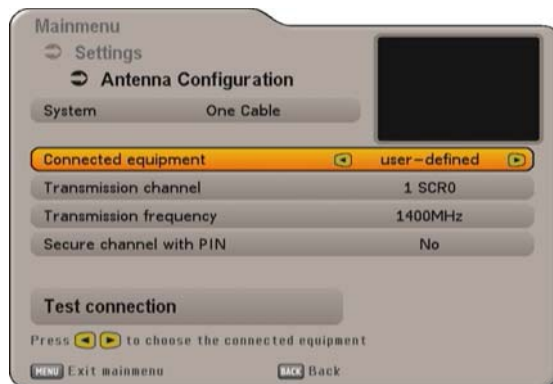 Mainmenu
Settings
Antenna Configuration
System One Cable
Connected equipment user-defined
Transmission channel 1 SCR0
Transmission frequency 1400MHz
Secure channel with PIN No
Test connection
Press to choose the connected equipment
MENU Exit mainmenu BACK Back